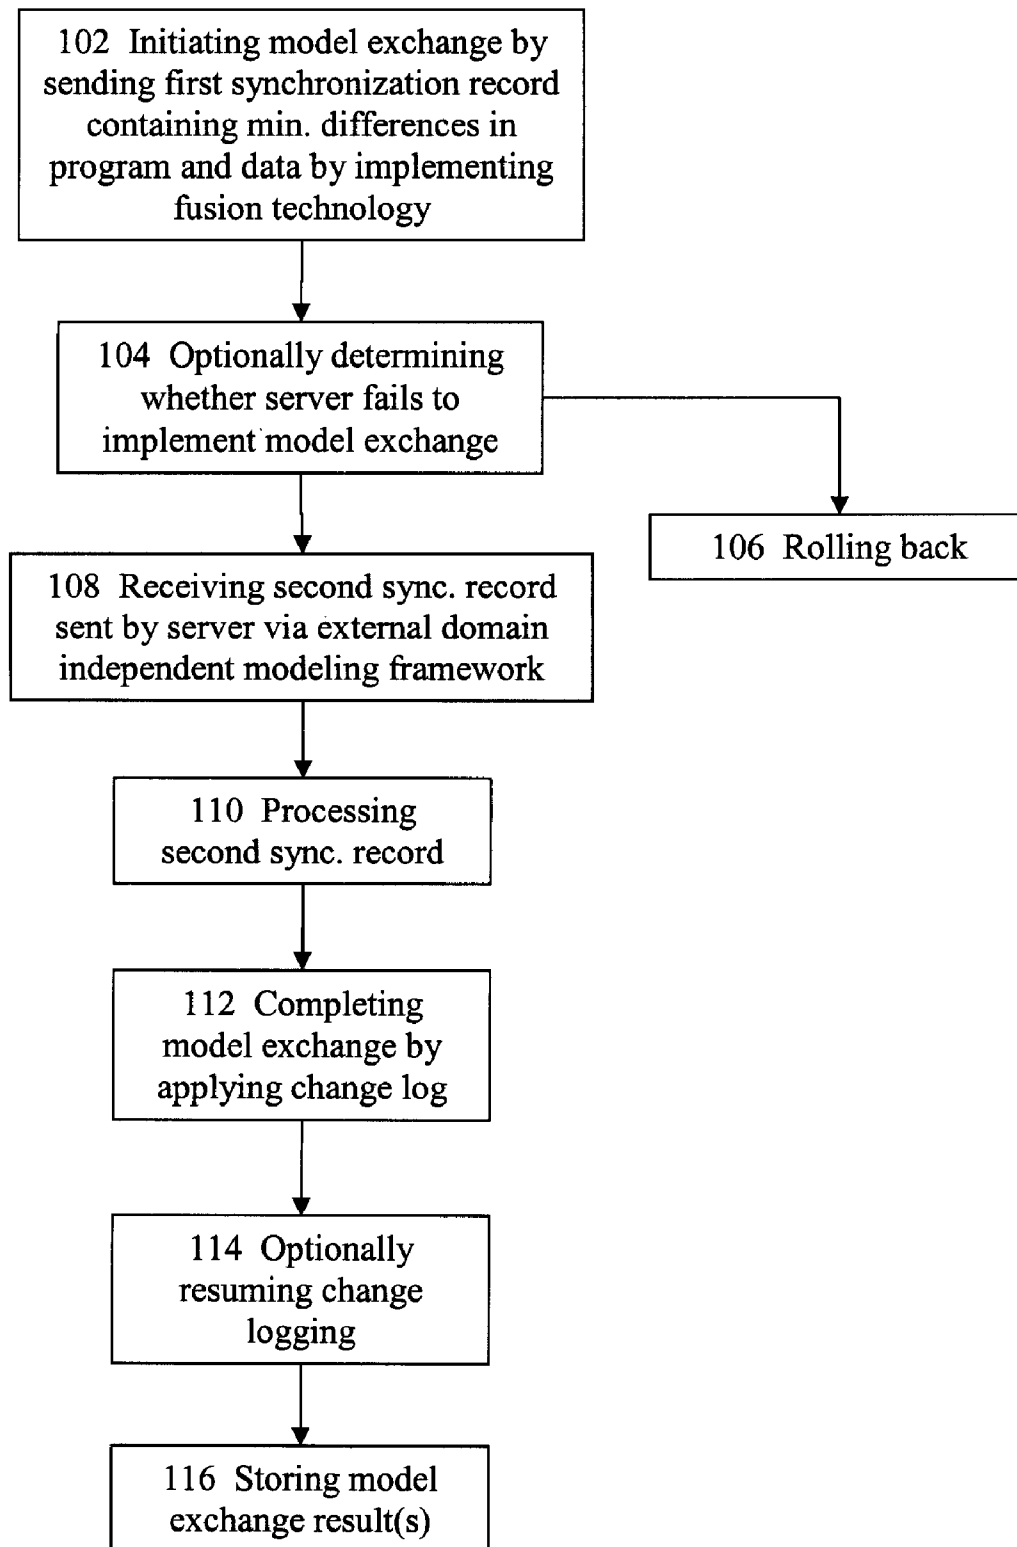 102 Initiating model exchange by
sending first synchronization record
containing min. differences in
program and data by implementing
fusion technology
104 Optionally determining
whether server fails to
implement model exchange
106 Rolling back
108 Receiving second sync. record
sent by server via external domain
independent modeling framework
110 Processing
second sync. record
112 Completing
model exchange by
applying change log
114 Optionally
resuming change
logging
116 Storing model
exchange result(s)